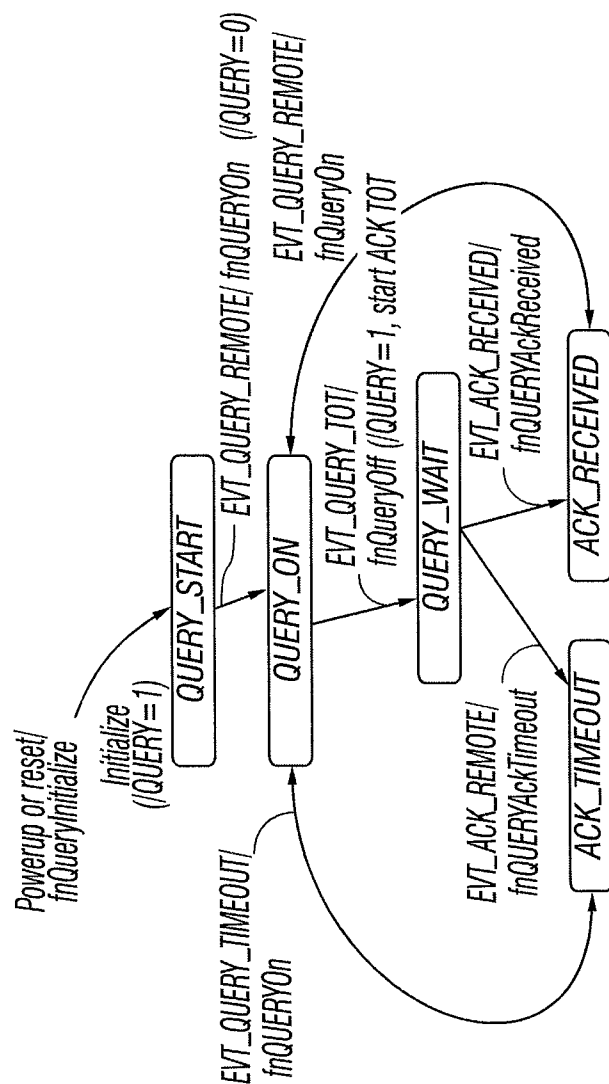 Powerup or reset/
fnQueryInitialize
Initialize
(/QUERY=1)
QUERY_START
EVT_QUERY_REMOTE/ fnQUERYOn (/QUERY=0)
EVT_QUERY_TIMEOUT/
fnQUERYOn
QUERY_ON
EVT_QUERY_REMOTE/
fnQueryOn
EVT_QUERY_TOT/
fnQueryOff (/QUERY=1, start ACK TOT
QUERY_WAIT
EVT_ACK_REMOTE/
fnQUERYAckTimeout
EVT_ACK_RECEIVED/
fnQUERYAckReceived
ACK_TIMEOUT
ACK_RECEIVED